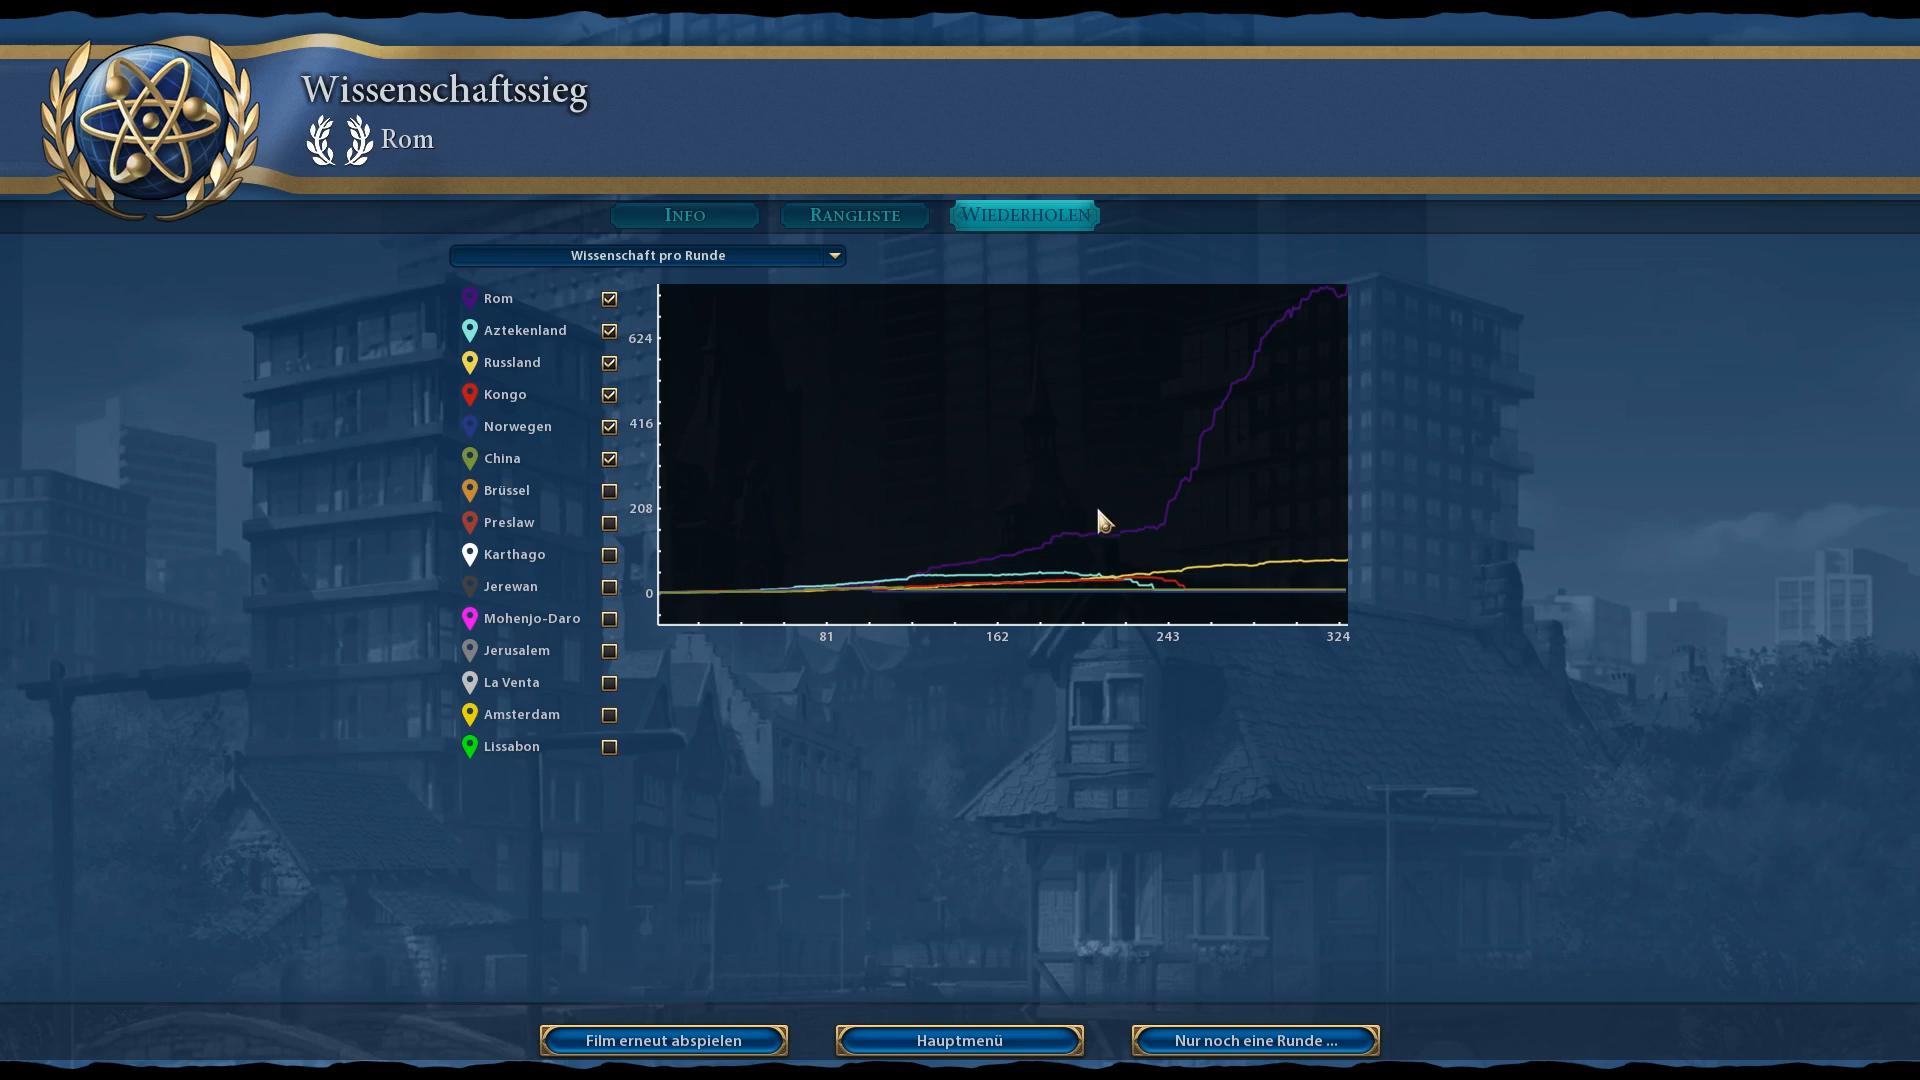 Wissenschaftssieg
Rom
INFO
RANGLISTE
WIEDERHOLEN
Wissenschaft pro Runde
Rom
Aztekenland
Russland
Kongo
Norwegen
China
Brüssel
Preslaw
Karthago
Jerewan
Mohenjo-Daro
Jerusalem
La Venta
Amsterdam
Lissabon
624
416
208
0
81 162 243 324
Film erneut abspielen
Hauptmenü
Nur noch eine Runde ...